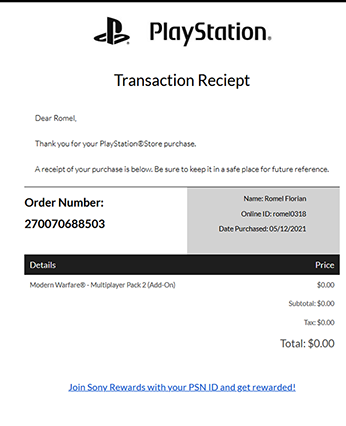 PlayStation®
Transaction Reciept
Dear Romel,
Thank you for your PlayStation®Store purchase.
A receipt of your purchase is below. Be sure to keep it in a safe place for future reference.
Order Number:
270070688503
Name: Romel Florian
Online ID: romel0318
Date Purchased: 05/12/2021
Details Price
Modern Warfare® - Multiplayer Pack 2 (Add-On) $0.00
Subtotal: $0.00
Tax: $0.00
Total: $0.00
Join Sony Rewards with your PSN ID and get rewarded!